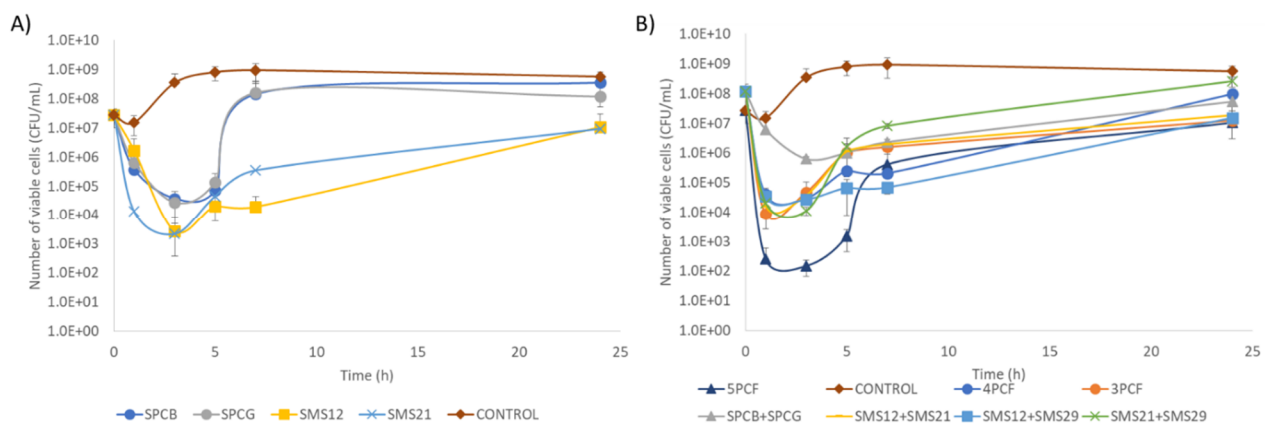 A)
Number of viable cells (CFU/mL)
1.0E+10
1.0E+09
1.0E+08
1.0E+07
1.0E+06
1.0E+05
1.0E+04
1.0E+03
1.0E+02
1.0E+01
1.0E+00
0 5 10 15 20 25
Time (h)
SPCB SPCG SMS12 SMS21 CONTROL
B)
Number of viable cells (CFU/mL)
1.0E+10
1.0E+09
1.0E+08
1.0E+07
1.0E+06
1.0E+05
1.0E+04
1.0E+03
1.0E+02
1.0E+01
1.0E+00
0 5 10 15 20 25
Time (h)
5PCF CONTROL 4PCF 3PCF
SPCB+SPCG SMS12+SMS21 SMS12+SMS29 SMS21+SMS29